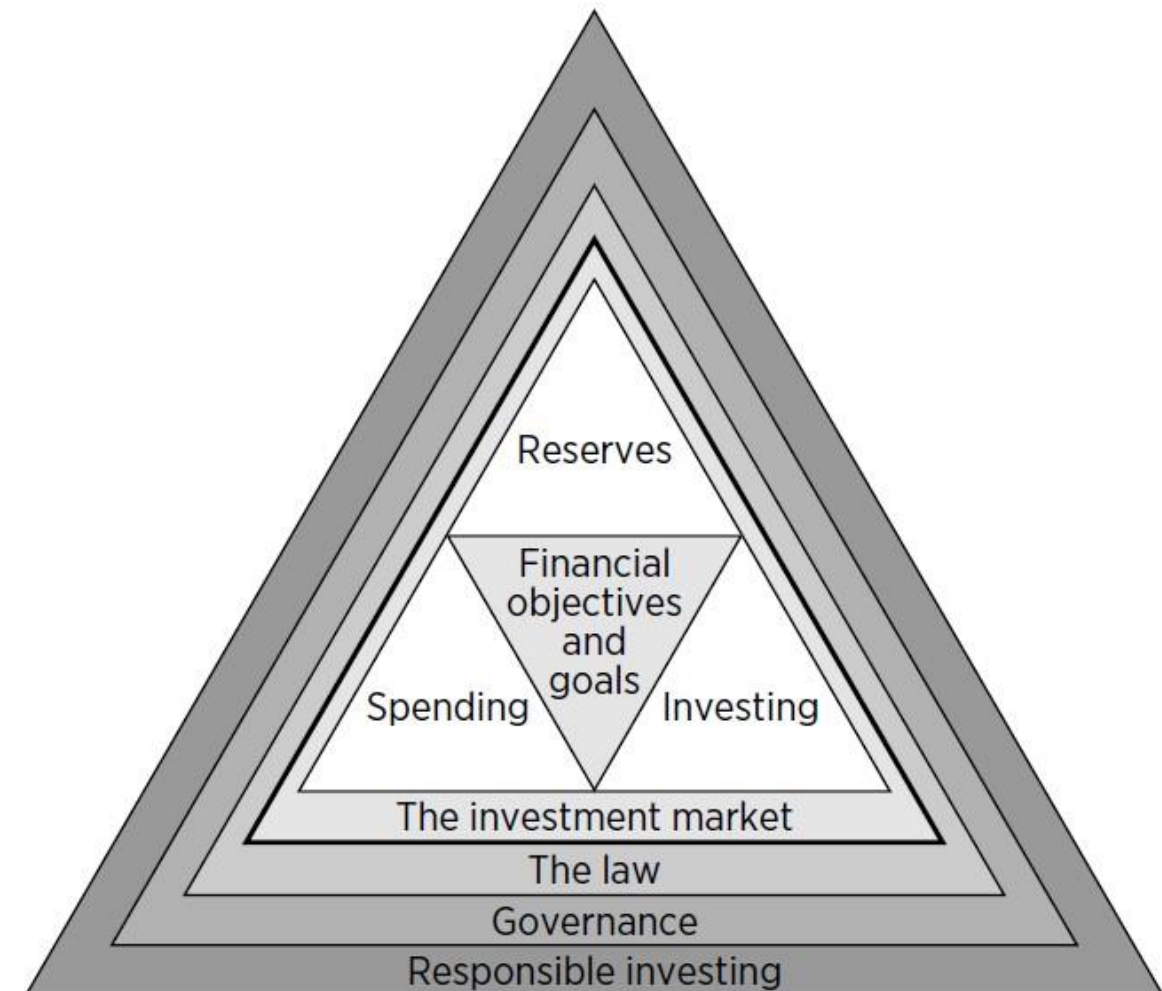 Reserves
Financial
objectives
and
goals
Spending
Investing
The investment market
The law
Governance
Responsible investing